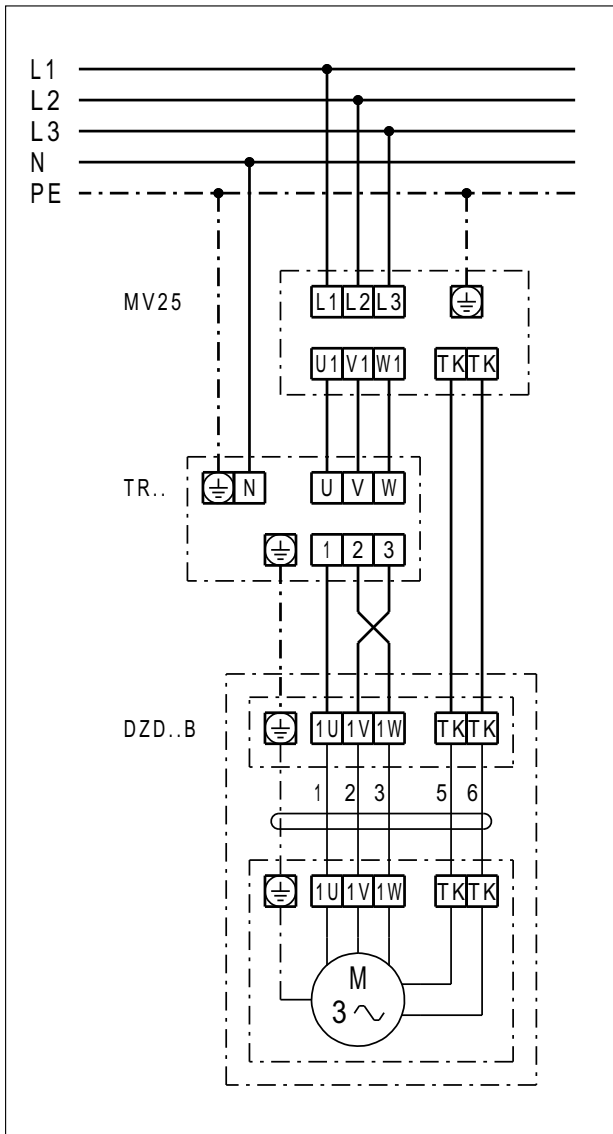 L1
L2
L3
N
PE
MV25
L1 L2 L3
U1 V1 W1 TK TK
TR..
N U V W
1 2 3
DZD..B
1U 1V 1W TK TK
1 2 3 5 6
1U 1V 1W TK TK
M
3